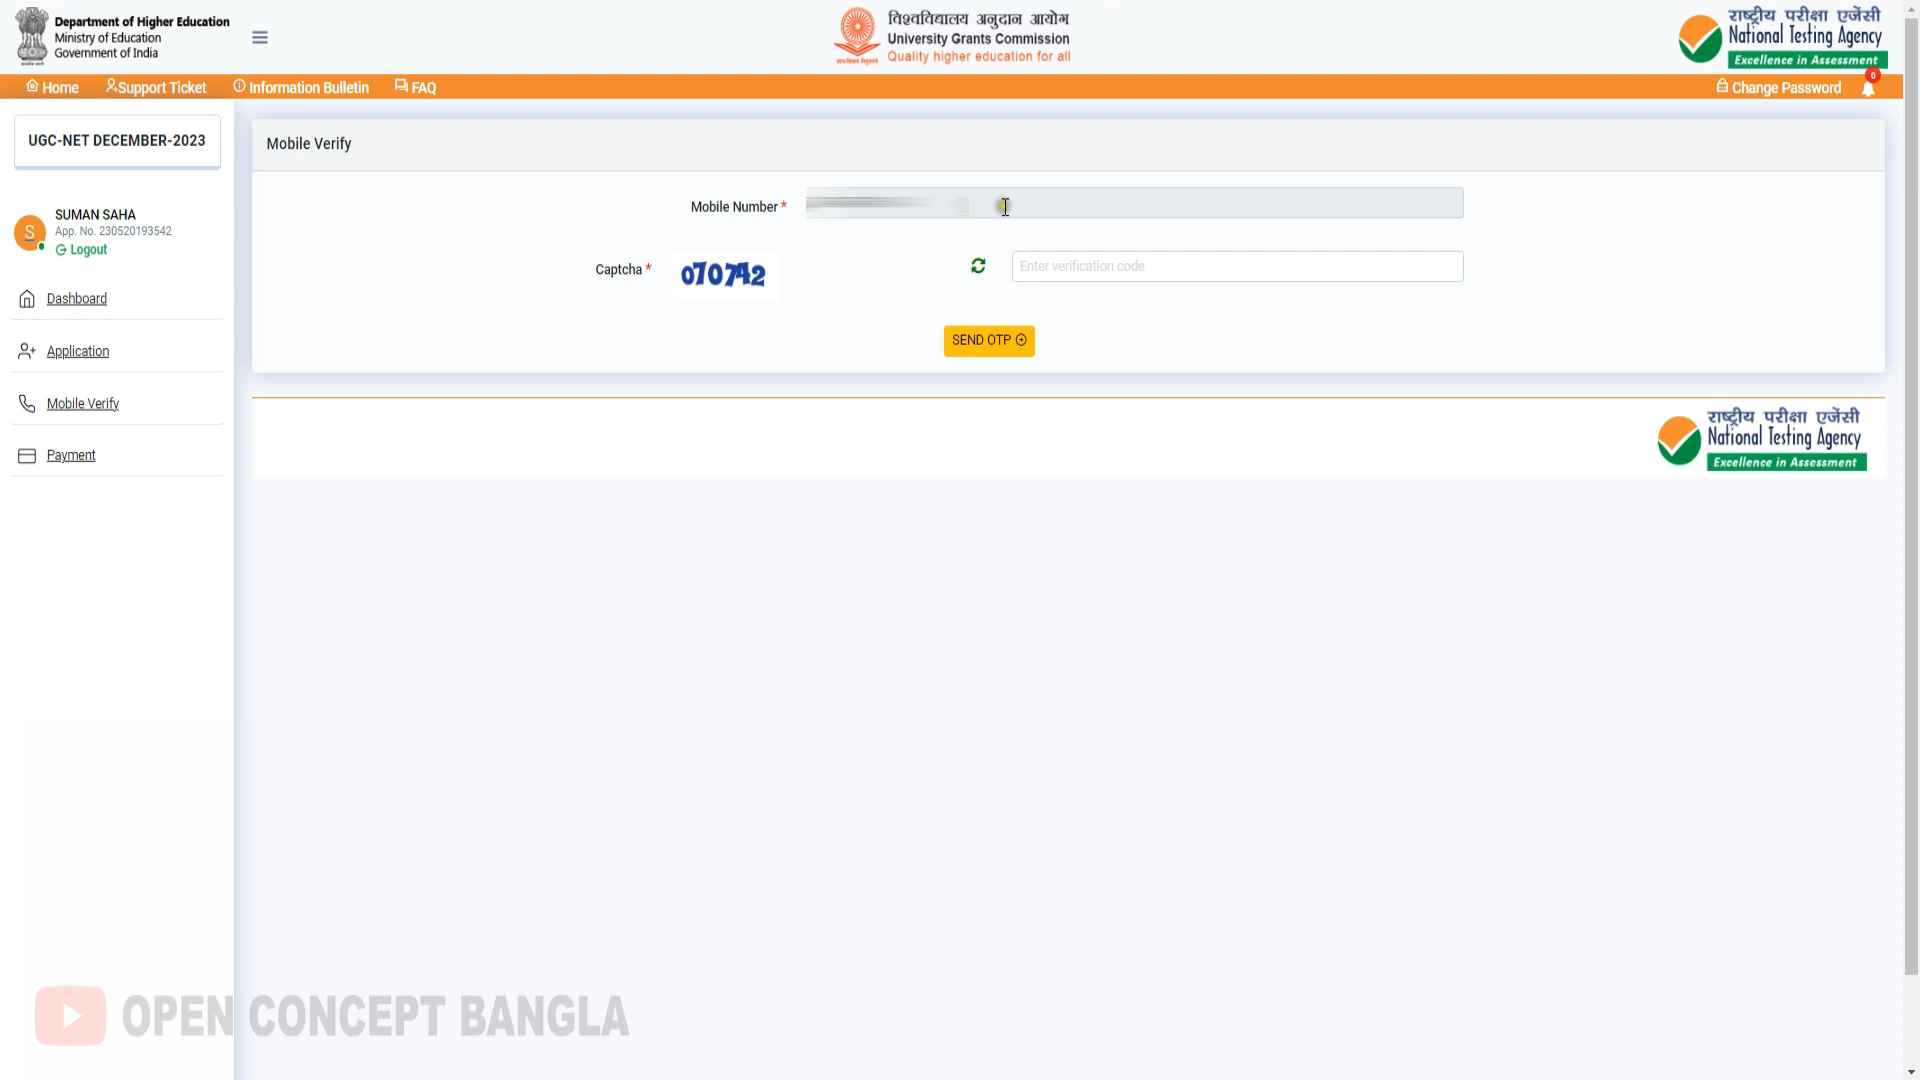 Department of Higher Education
Ministry of Education
Government of India
विश्वविद्यालय अनुदान आयोग
University Grants Commission
Quality higher education for all
राष्ट्रीय परीक्षा एजेंसी
National Testing Agency
Excellence in Assessment
Home
Support Ticket
Information Bulletin
FAQ
Change Password
0
UGC-NET DECEMBER-2023
S
SUMAN SAHA
App. No. 230520193542
Logout
Dashboard
Application
Mobile Verify
Payment
Mobile Verify
Mobile Number *
Captcha *
070742
Enter verification code
SEND OTP
राष्ट्रीय परीक्षा एजेंसी
National Testing Agency
Excellence in Assessment
OPEN CONCEPT BANGLA